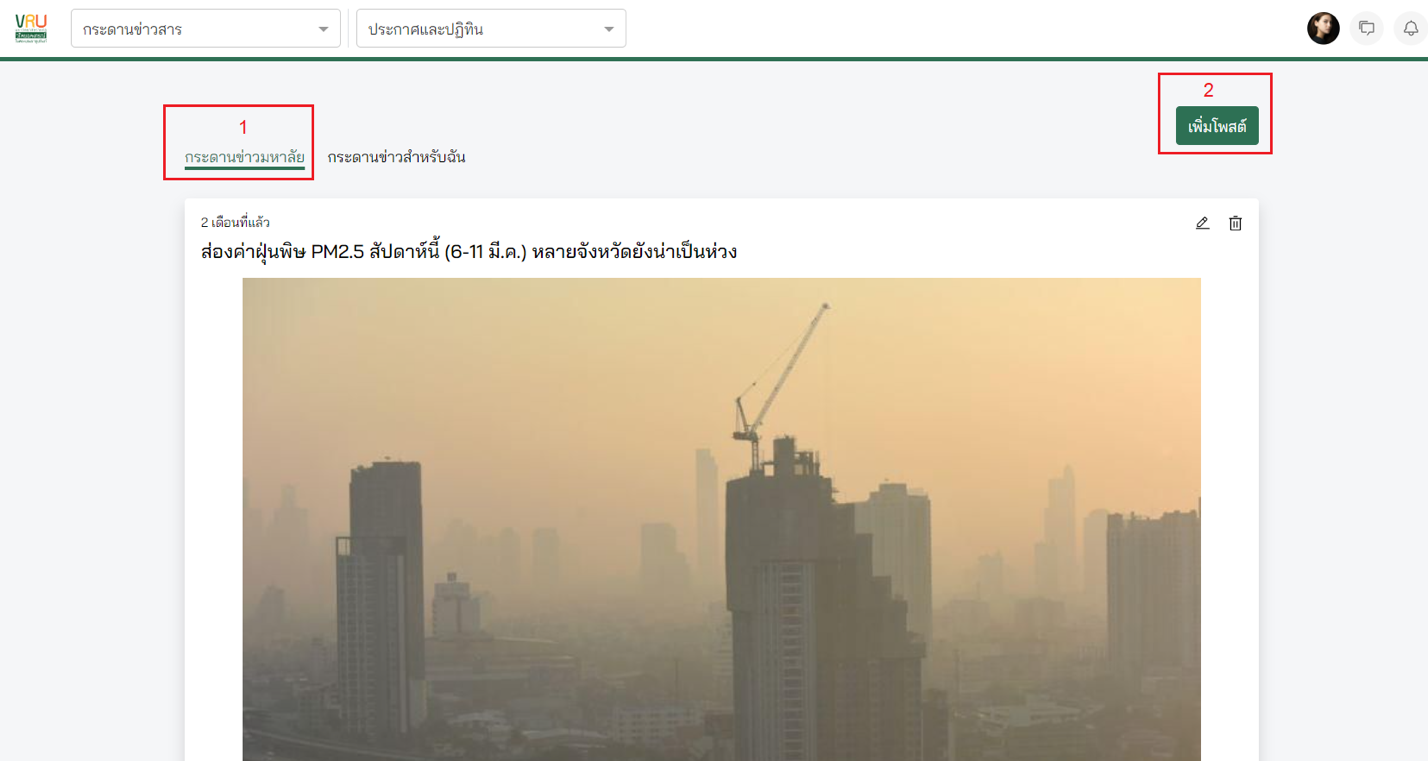 VRU
กระดานข่าวสาร
ประกาศและปฏิทิน
1
2
เพิ่มโพสต์
กระดานข่าวมหาลัย
กระดานข่าวสำหรับฉัน
2 เดือนที่แล้ว
ส่องค่าฝุ่นพิษ PM2.5 สัปดาห์นี้ (6-11 มี.ค.) หลายจังหวัดยังน่าเป็นห่วง